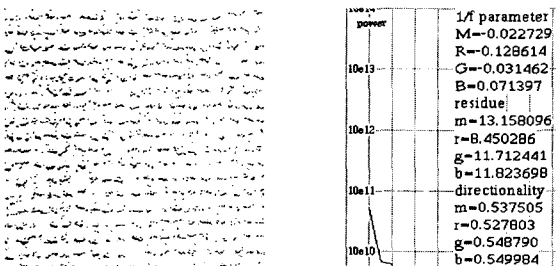 power
10e13
10e12
10e11
10e10
1/f parameter
M=-0.022729
R=-0.128614
G=-0.031462
B=-0.071397
residue
m=13.158096
r=8.450286
g=11.712441
b=11.823698
directionality
m=0.537505
r=0.527803
g=0.548790
b=0.549984